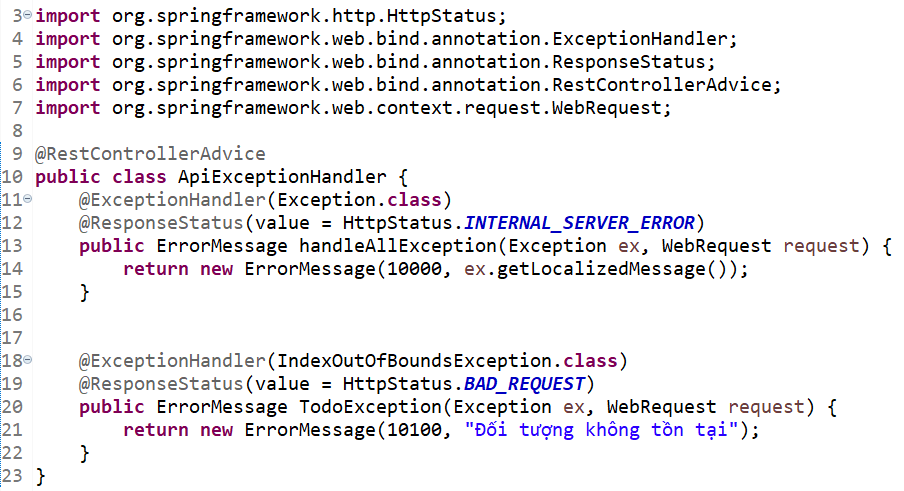 3 import org.springframework.http.HttpStatus;
4 import org.springframework.web.bind.annotation.ExceptionHandler;
5 import org.springframework.web.bind.annotation.ResponseStatus;
6 import org.springframework.web.bind.annotation.RestControllerAdvice;
7 import org.springframework.web.context.request.WebRequest;
8
9 @RestControllerAdvice
10 public class ApiExceptionHandler {
11     @ExceptionHandler(Exception.class)
12     @ResponseStatus(value = HttpStatus.INTERNAL_SERVER_ERROR)
13     public ErrorMessage handleAllException(Exception ex, WebRequest request) {
14         return new ErrorMessage(10000, ex.getLocalizedMessage());
15     }
16
17
18     @ExceptionHandler(IndexOutOfBoundsException.class)
19     @ResponseStatus(value = HttpStatus.BAD_REQUEST)
20     public ErrorMessage TodoException(Exception ex, WebRequest request) {
21         return new ErrorMessage(10100, "Đối tượng không tồn tại");
22     }
23 }